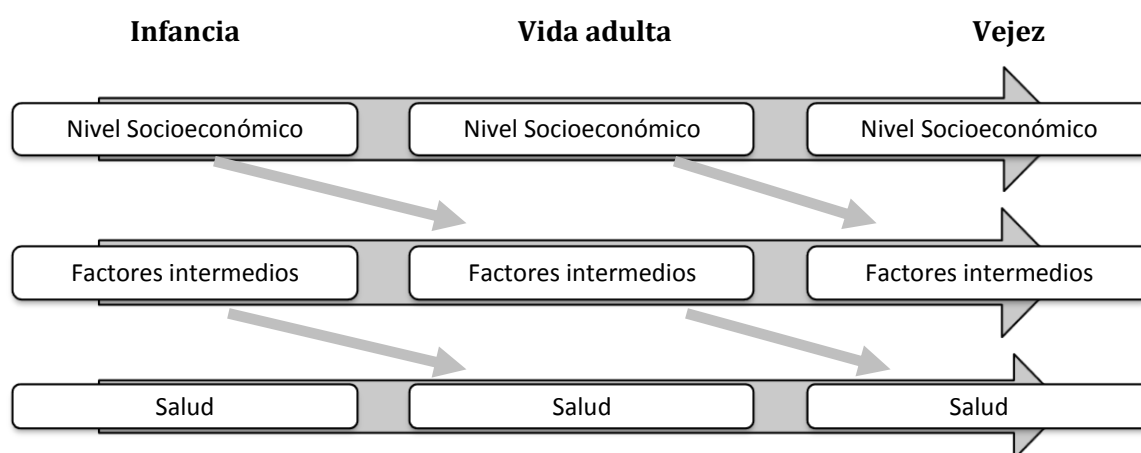 Infancia Vida adulta Vejez
Nivel Socioeconómico Nivel Socioeconómico Nivel Socioeconómico
Factores intermedios Factores intermedios Factores intermedios
Salud Salud Salud